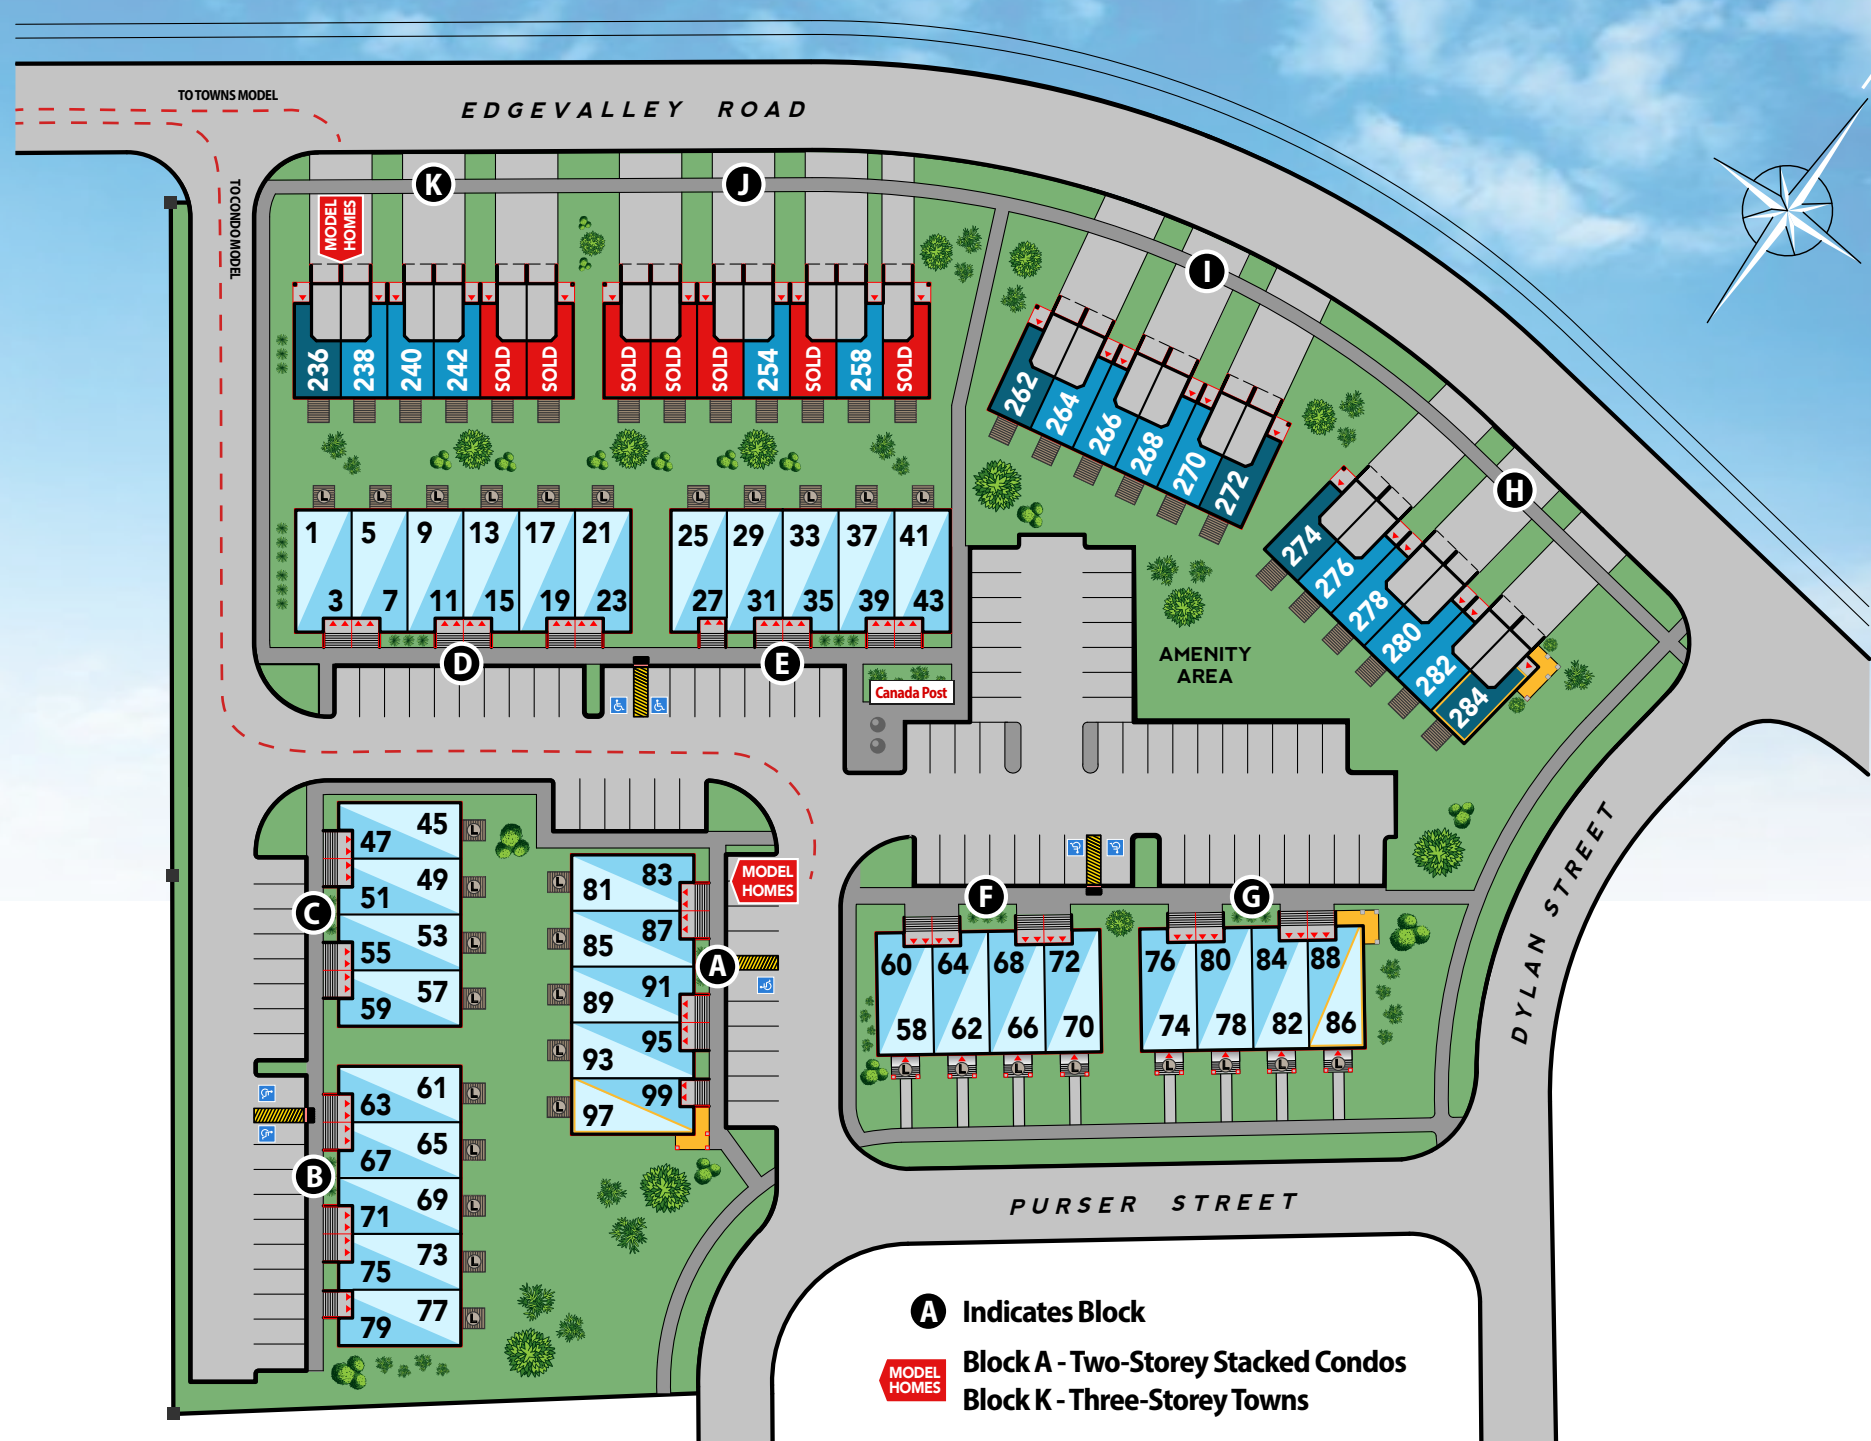 TO TOWNS MODEL
EDGEVALLEY ROAD
TO CONDO MODEL
K
J
I
H
MODEL
HOMES
236
238
240
242
SOLD
SOLD
SOLD
SOLD
SOLD
254
SOLD
258
SOLD
262
264
266
268
270
272
274
276
278
280
282
284
L
L
L
L
L
L
L
L
L
L
L
1
5
9
13
17
21
3
7
11
15
19
23
25
29
33
37
41
27
31
35
39
43
D
E
AMENITY
AREA
Canada Post
45
47
49
51
53
55
57
59
C
L
L
L
L
61
63
65
67
69
71
73
75
77
79
B
L
L
L
L
L
83
81
87
85
91
89
95
93
99
97
A
L
L
L
L
L
MODEL
HOMES
F
G
60
64
68
72
58
62
66
70
76
80
84
88
74
78
82
86
L
L
L
L
L
L
L
L
DYLAN STREET
PURSER STREET
A Indicates Block
MODEL
HOMES
Block A - Two-Storey Stacked Condos
Block K - Three-Storey Towns